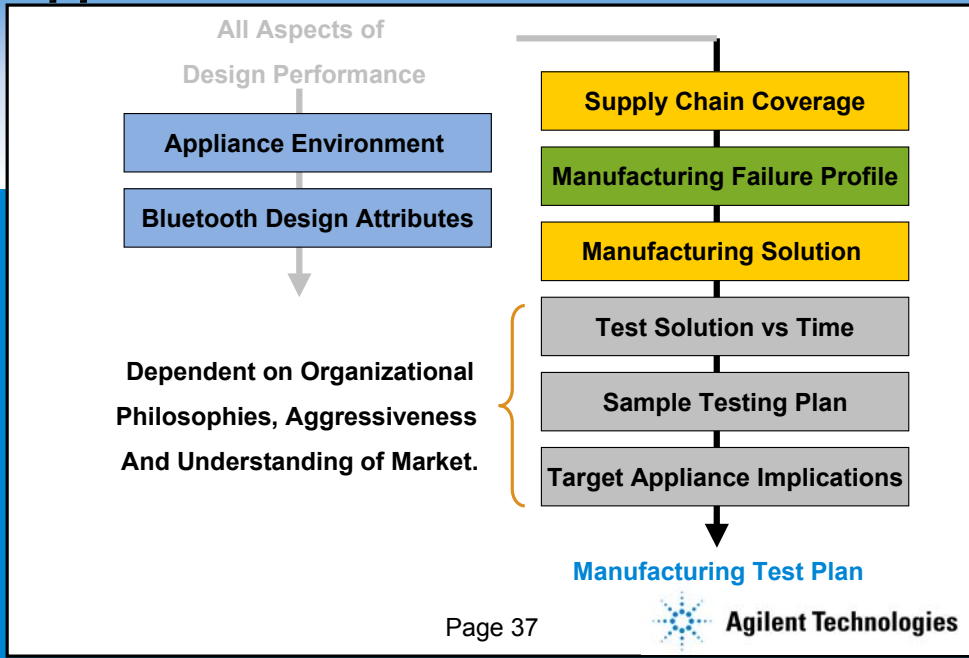 All Aspects of
Design Performance
Appliance Environment
Bluetooth Design Attributes
Dependent on Organizational
Philosophies, Aggressiveness
And Understanding of Market.
Supply Chain Coverage
Manufacturing Failure Profile
Manufacturing Solution
Test Solution vs Time
Sample Testing Plan
Target Appliance Implications
Manufacturing Test Plan
Page 37
Agilent Technologies